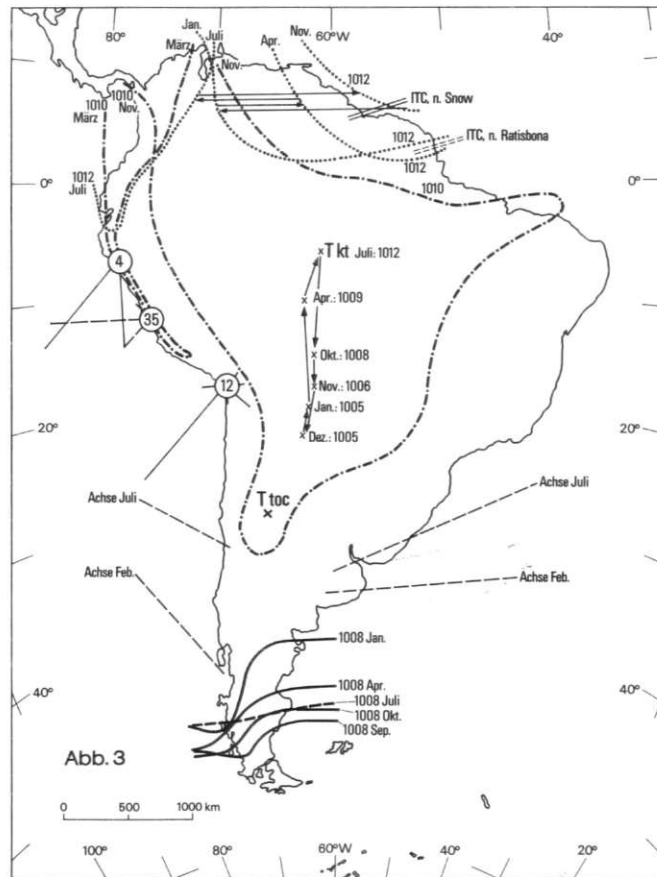 80°
Jan.
Juli
März
Nov.
Nov.
Apr.
60°W
40°
1010
1010
Nov.
März
1012
ITC, n. Snow
ITC, n. Ratisbona
1012
1012
1010
1012
Juli
0°
0°
4
35
12
T kt Juli: 1012
Apr.: 1009
Okt.: 1008
Nov.: 1006
Jan.: 1005
Dez.: 1005
20°
20°
T toc
Achse Juli
Achse Juli
Achse Feb.
Achse Feb.
1008 Jan.
1008 Apr.
1008 Juli
1008 Okt.
1008 Sep.
40°
40°
Abb. 3
0 500 1000 km
100°
80°
60°W
40°
20°